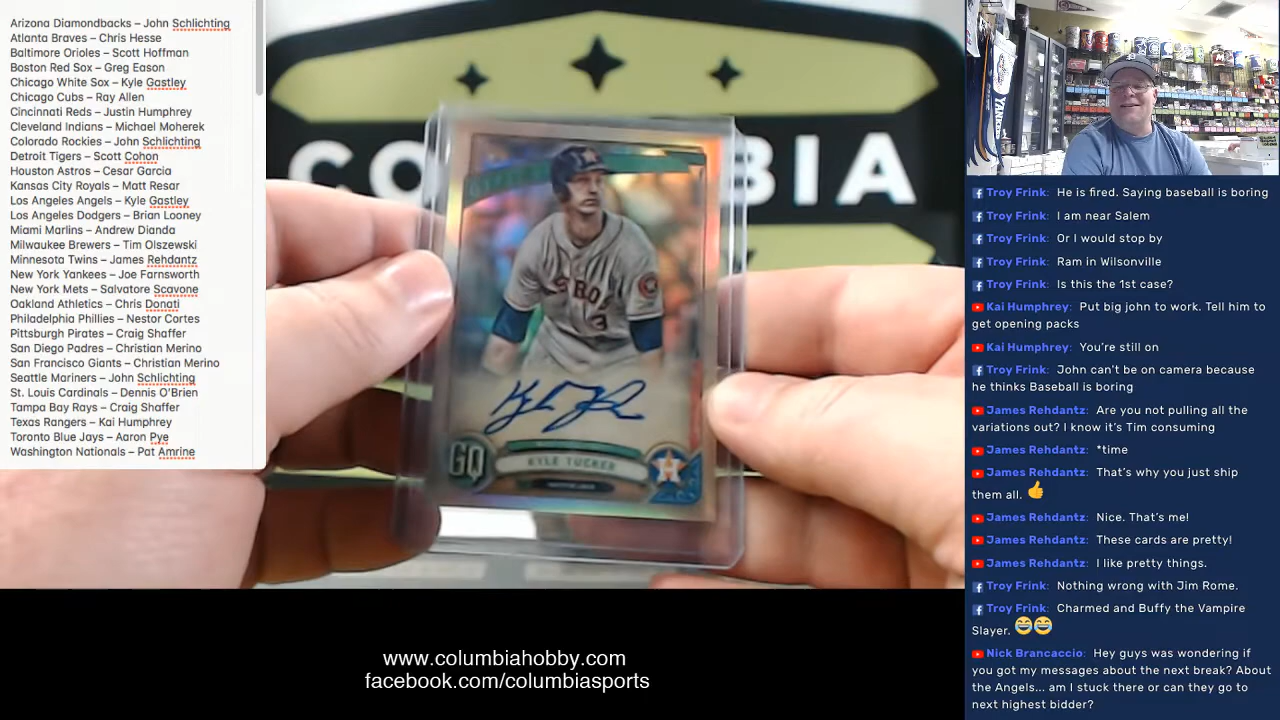 Arizona Diamondbacks – John Schlichting
Atlanta Braves – Chris Hesse
Baltimore Orioles – Scott Hoffman
Boston Red Sox – Greg Eason
Chicago White Sox – Kyle Gastley
Chicago Cubs – Ray Allen
Cincinnati Reds – Justin Humphrey
Cleveland Indians – Michael Moherek
Colorado Rockies – John Schlichting
Detroit Tigers – Scott Cohon
Houston Astros – Cesar Garcia
Kansas City Royals – Matt Resar
Los Angeles Angels – Kyle Gastley
Los Angeles Dodgers – Brian Looney
Miami Marlins – Andrew Dianda
Milwaukee Brewers – Tim Olszewski
Minnesota Twins – James Rehdantz
New York Yankees – Joe Farnsworth
New York Mets – Salvatore Scavone
Oakland Athletics – Chris Donati
Philadelphia Phillies – Nestor Cortes
Pittsburgh Pirates – Craig Shaffer
San Diego Padres – Christian Merino
San Francisco Giants – Christian Merino
Seattle Mariners – John Schlichting
St. Louis Cardinals – Dennis O'Brien
Tampa Bay Rays – Craig Shaffer
Texas Rangers – Kai Humphrey
Toronto Blue Jays – Aaron Pye
Washington Nationals – Pat Amrine
3
GQ
KYLE TUCKER
www.columbiahobby.com
facebook.com/columbiasports
Troy Frink: He is fired. Saying baseball is boring
Troy Frink: I am near Salem
Troy Frink: Or I would stop by
Troy Frink: Ram in Wilsonville
Troy Frink: Is this the 1st case?
Kai Humphrey: Put big john to work. Tell him to
get opening packs
Kai Humphrey: You're still on
Troy Frink: John can't be on camera because
he thinks Baseball is boring
James Rehdantz: Are you not pulling all the
variations out? I know it's Tim consuming
James Rehdantz: *time
James Rehdantz: That's why you just ship
them all. 👍
James Rehdantz: Nice. That's me!
James Rehdantz: These cards are pretty!
James Rehdantz: I like pretty things.
Troy Frink: Nothing wrong with Jim Rome.
Troy Frink: Charmed and Buffy the Vampire
Slayer. 😂😂
Nick Brancaccio: Hey guys was wondering if
you got my messages about the next break? About
the Angels... am I stuck there or can they go to
next highest bidder?